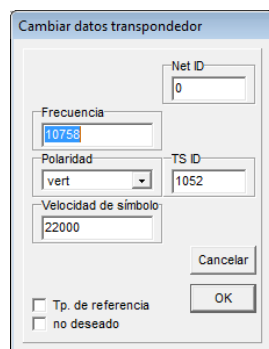 Cambiar datos transpondedor
Net ID
0
Frecuencia
10758
Polaridad
vert
TS ID
1052
Velocidad de símbolo
22000
Cancelar
Tp. de referencia
OK
no deseado